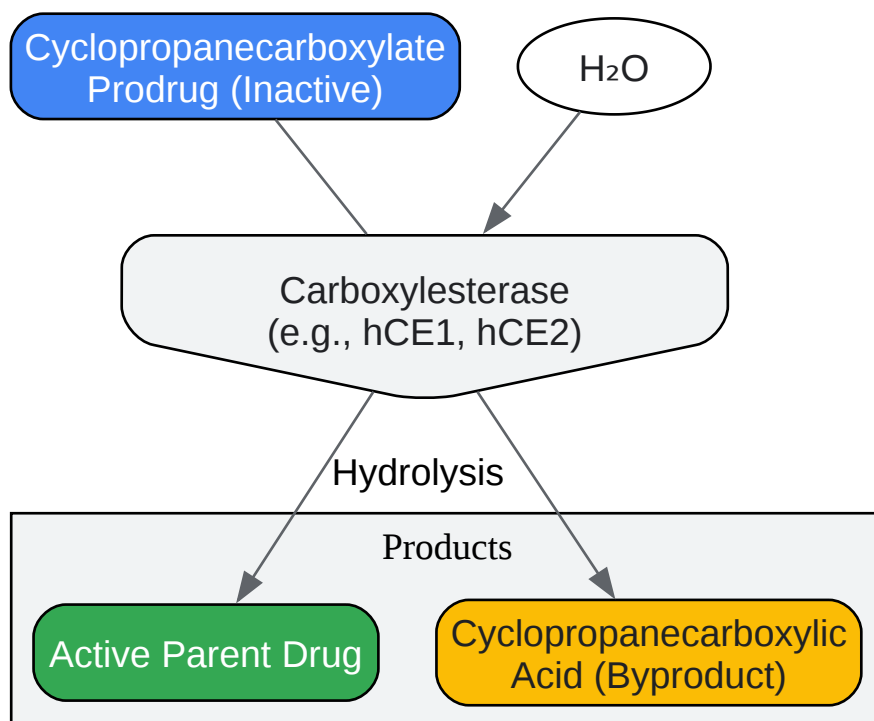 Cyclopropanecarboxylate
Prodrug (Inactive)
H₂O
Carboxylesterase
(e.g., hCE1, hCE2)
Hydrolysis
Products
Active Parent Drug
Cyclopropanecarboxylic
Acid (Byproduct)